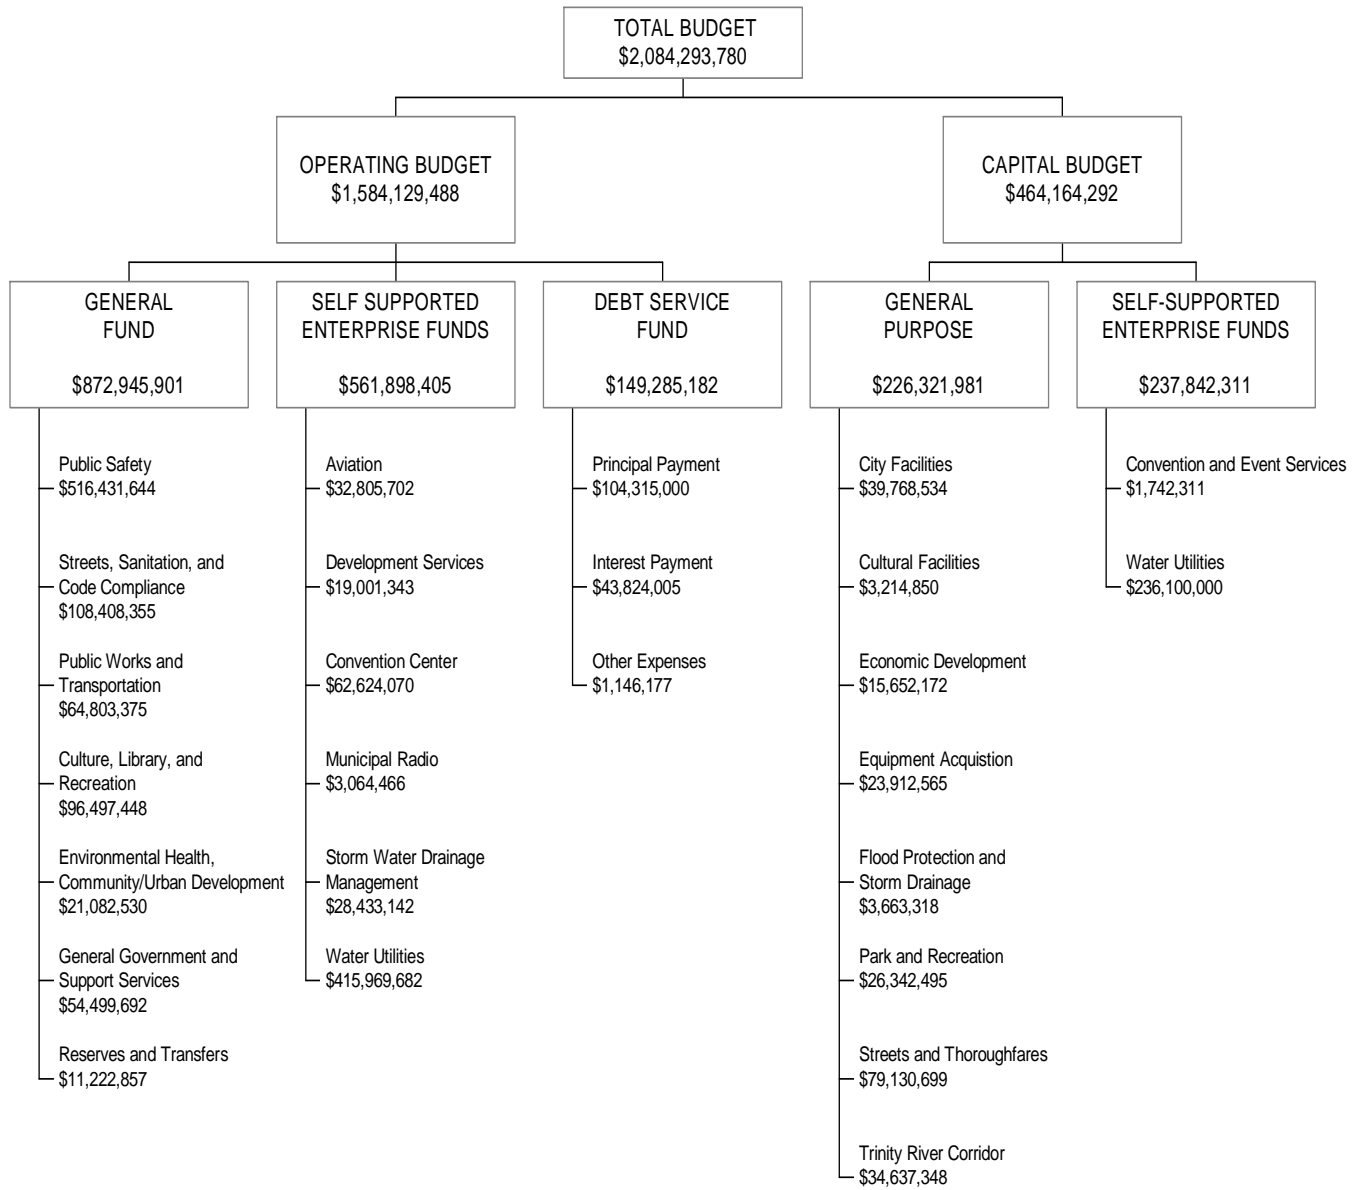 TOTAL BUDGET
$2,084,293,780
OPERATING BUDGET
$1,584,129,488
CAPITAL BUDGET
$464,164,292
GENERAL
FUND
$872,945,901
SELF SUPPORTED
ENTERPRISE FUNDS
$561,898,405
DEBT SERVICE
FUND
$149,285,182
GENERAL
PURPOSE
$226,321,981
SELF-SUPPORTED
ENTERPRISE FUNDS
$237,842,311
Public Safety
$516,431,644
Streets, Sanitation, and
Code Compliance
$108,408,355
Public Works and
Transportation
$64,803,375
Culture, Library, and
Recreation
$96,497,448
Environmental Health,
Community/Urban Development
$21,082,530
General Government and
Support Services
$54,499,692
Reserves and Transfers
$11,222,857
Aviation
$32,805,702
Development Services
$19,001,343
Convention Center
$62,624,070
Municipal Radio
$3,064,466
Storm Water Drainage
Management
$28,433,142
Water Utilities
$415,969,682
Principal Payment
$104,315,000
Interest Payment
$43,824,005
Other Expenses
$1,146,177
City Facilities
$39,768,534
Cultural Facilities
$3,214,850
Economic Development
$15,652,172
Equipment Acquistion
$23,912,565
Flood Protection and
Storm Drainage
$3,663,318
Park and Recreation
$26,342,495
Streets and Thoroughfares
$79,130,699
Trinity River Corridor
$34,637,348
Convention and Event Services
$1,742,311
Water Utilities
$236,100,000